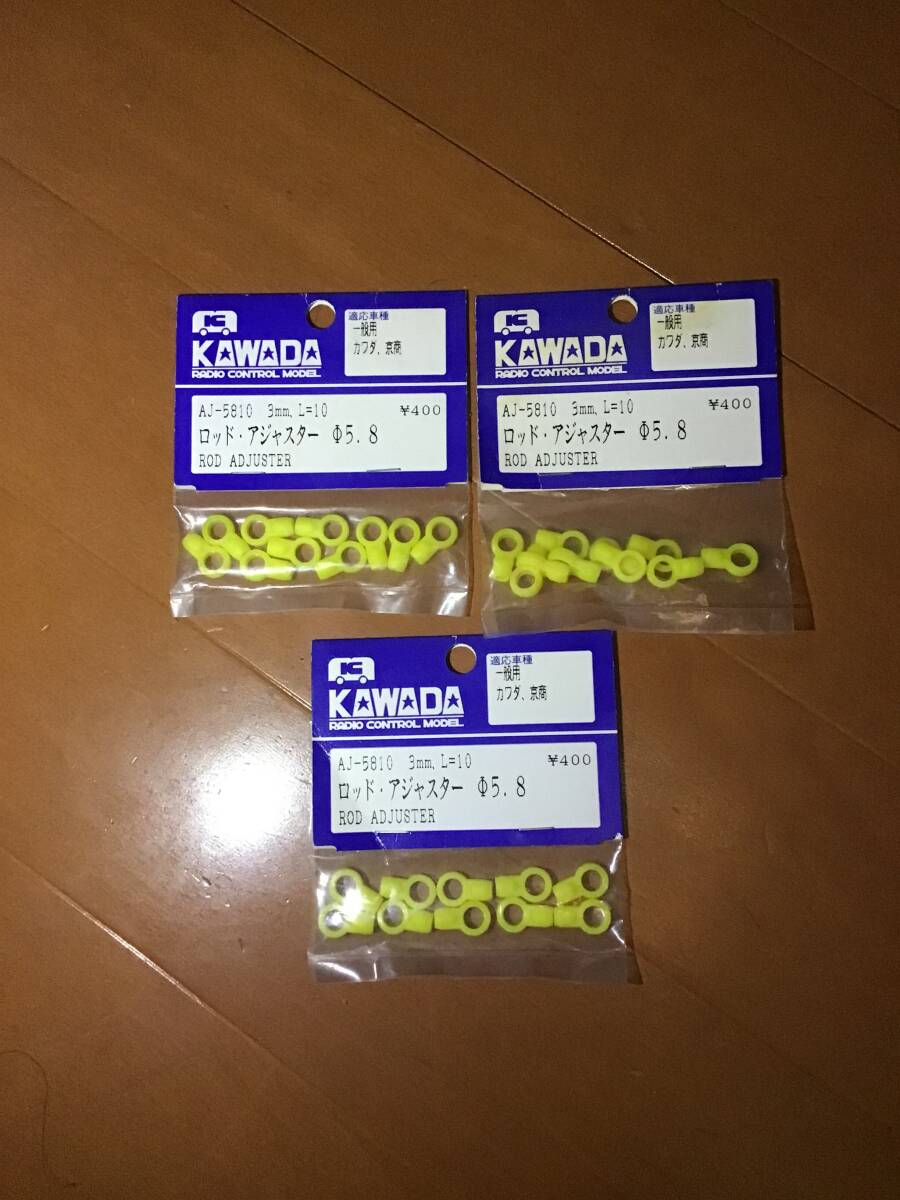 KAWADA
RADIO CONTROL MODEL
適応車種
一般用
カワダ、京商
AJ-5810 3mm、L=10 ¥400
ロッド・アジャスター Φ5.8
ROD ADJUSTER
KAWADA
RADIO CONTROL MODEL
適応車種
一般用
カワダ、京商
AJ-5810 3mm、L=10 ¥400
ロッド・アジャスター Φ5.8
ROD ADJUSTER
KAWADA
RADIO CONTROL MODEL
適応車種
一般用
カワダ、京商
AJ-5810 3mm、L=10 ¥400
ロッド・アジャスター Φ5.8
ROD ADJUSTER